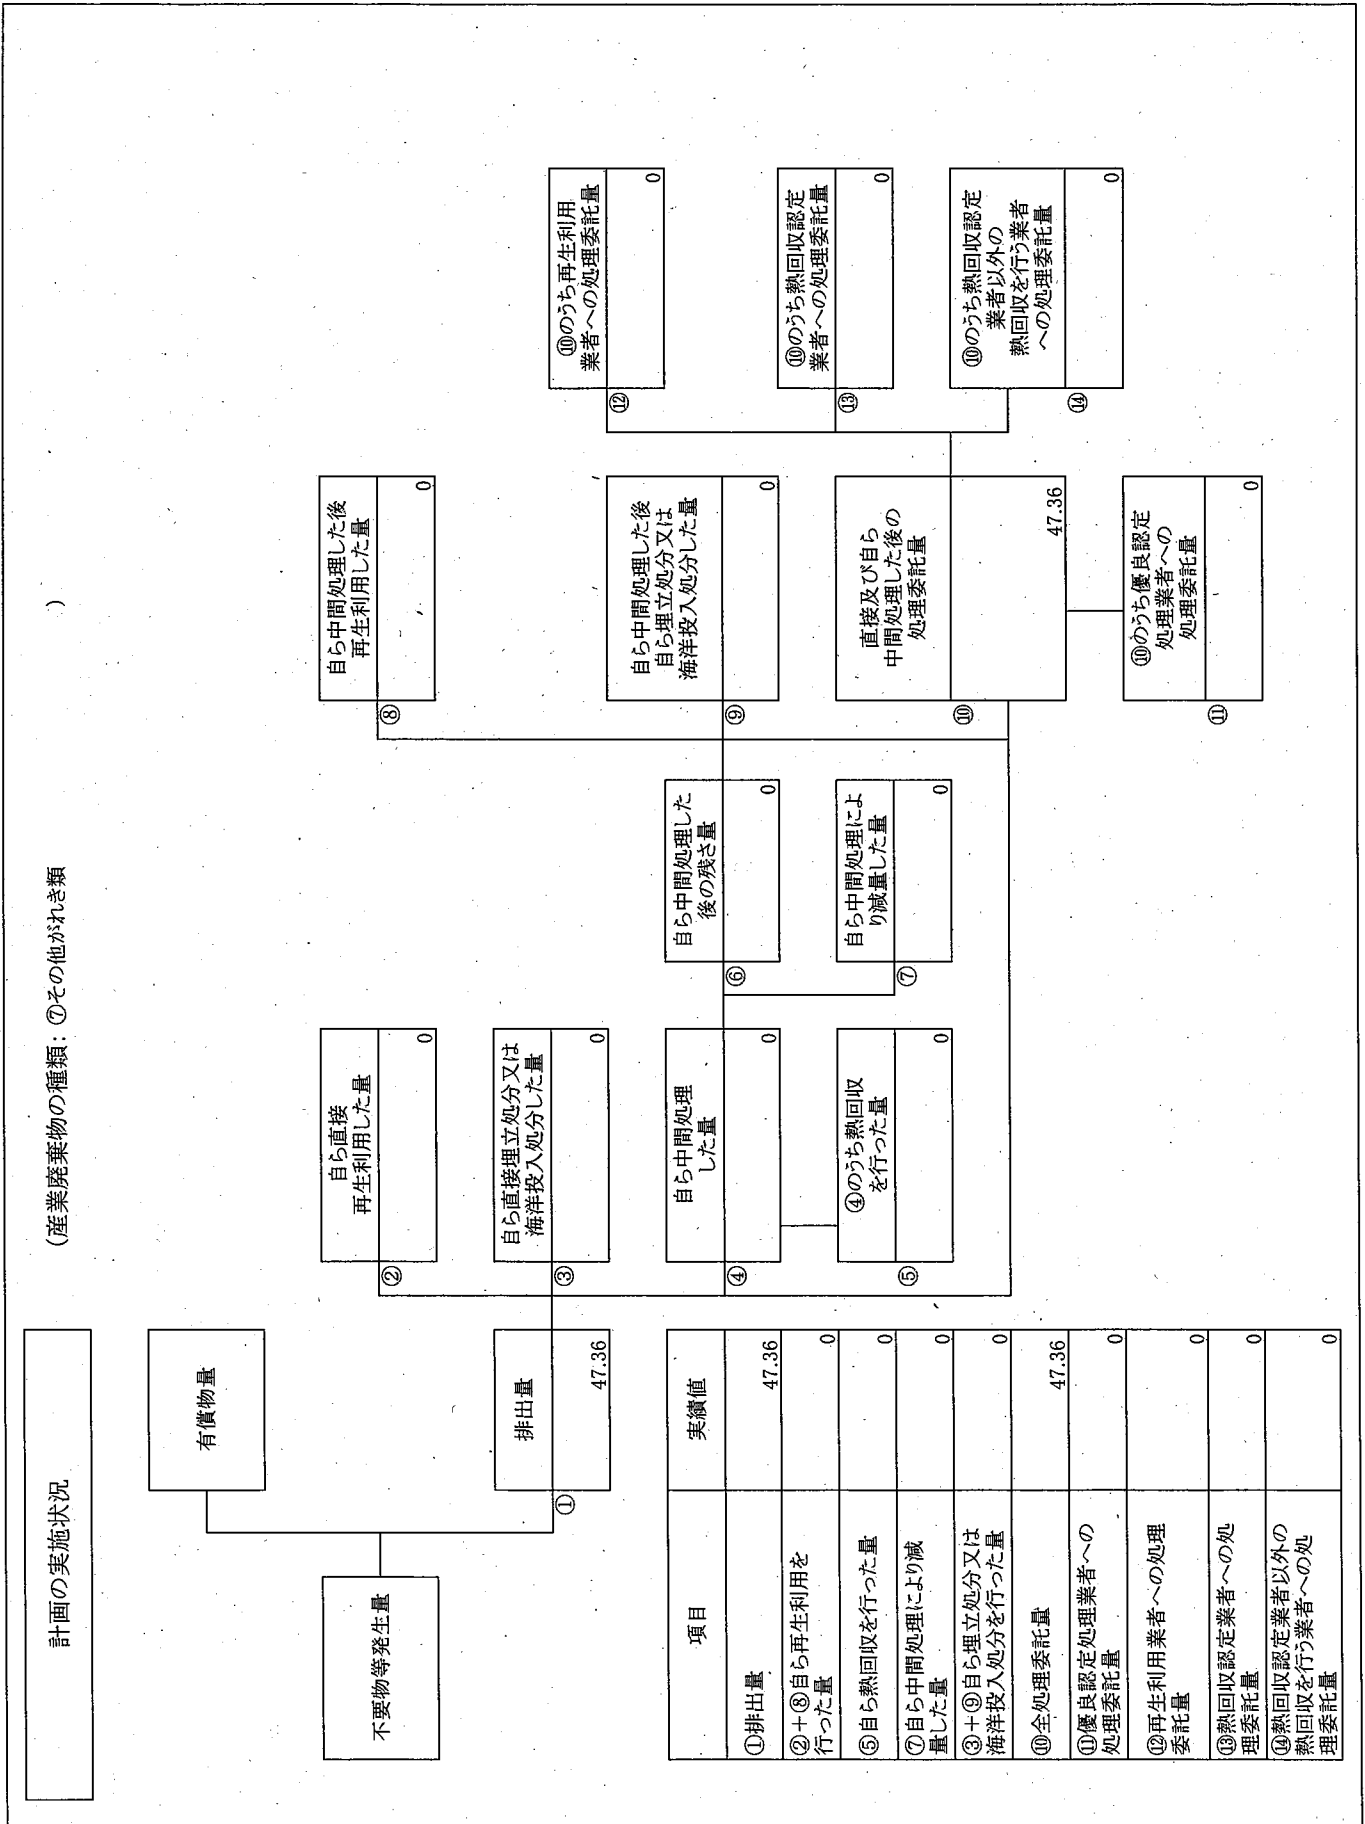 計画の実施状況
(産業廃棄物の種類: ⑦その他がれき類 )
不要物等発生量
有償物量
排出量
①
47.36
自ら直接
再生利用した量
②
0
自ら直接埋立処分又は
海洋投入処分した量
③
0
自ら中間処理
した量
④
0
④のうち熱回収
を行った量
⑤
0
自ら中間処理した
後の残さ量
⑥
0
自ら中間処理によ
り減量した量
⑦
0
自ら中間処理した後
再生利用した量
⑧
0
自ら中間処理した後
自ら埋立処分又は
海洋投入処分した量
⑨
0
直接及び自ら
中間処理した後の
処理委託量
⑩
47.36
⑩のうち優良認定
処理業者への
処理委託量
⑪
0
⑩のうち再生利用
業者への処理委託量
⑫
0
⑩のうち熱回収認定
業者への処理委託量
⑬
0
⑩のうち熱回収認定
業者以外の
熱回収を行う業者
への処理委託量
⑭
0
項目 実績値
①排出量 47.36
②+⑧自ら再生利用を
行った量 0
⑤自ら熱回収を行った量 0
⑦自ら中間処理により減
量した量 0
③+⑨自ら埋立処分又は
海洋投入処分を行った量 0
⑩全処理委託量 47.36
⑪優良認定処理業者への
処理委託量 0
⑫再生利用業者への処理
委託量 0
⑬熱回収認定業者への処
理委託量 0
⑭熱回収認定業者以外の
熱回収を行う業者への処
理委託量 0